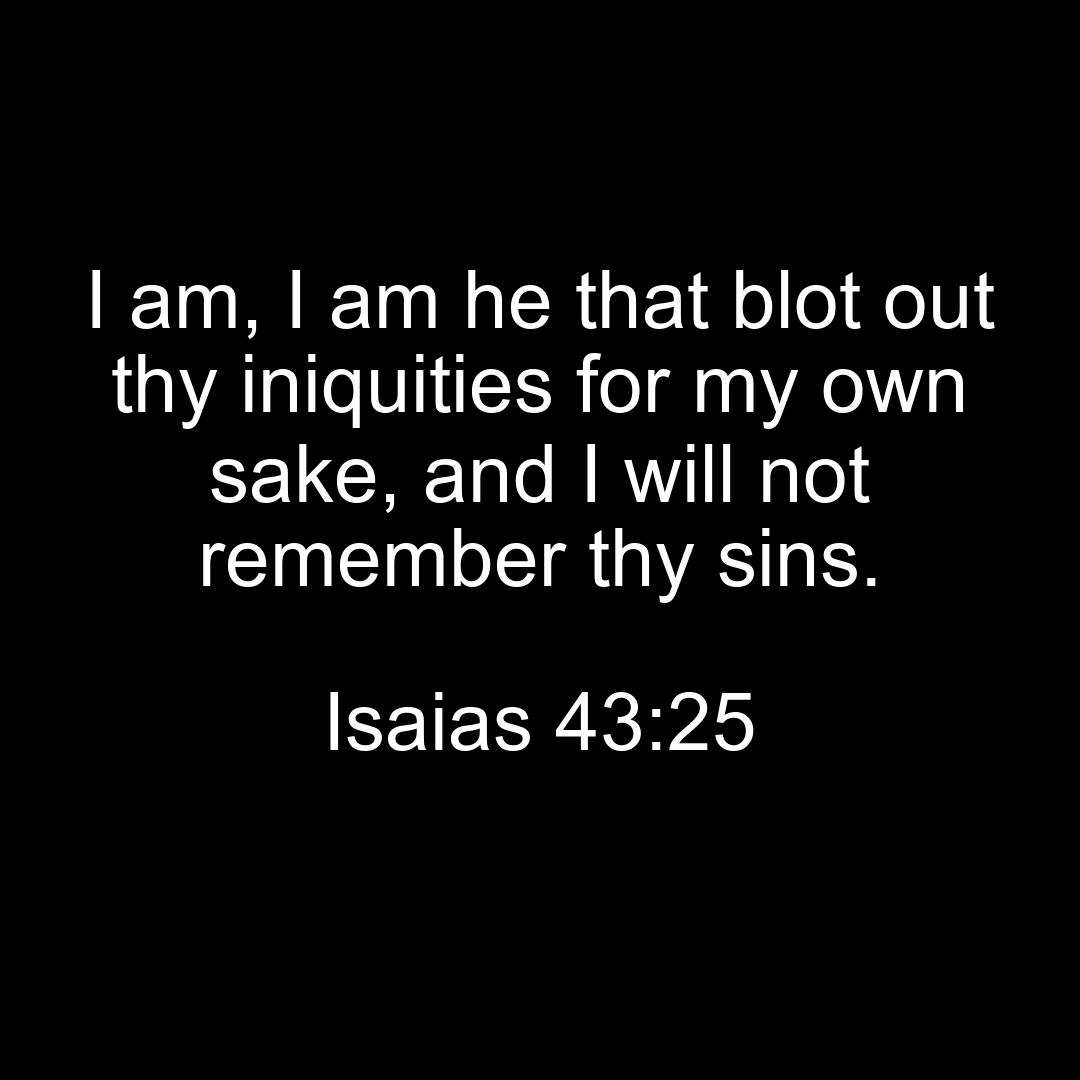 I am, I am he that blot out
thy iniquities for my own
sake, and I will not
remember thy sins.
Isaias 43:25